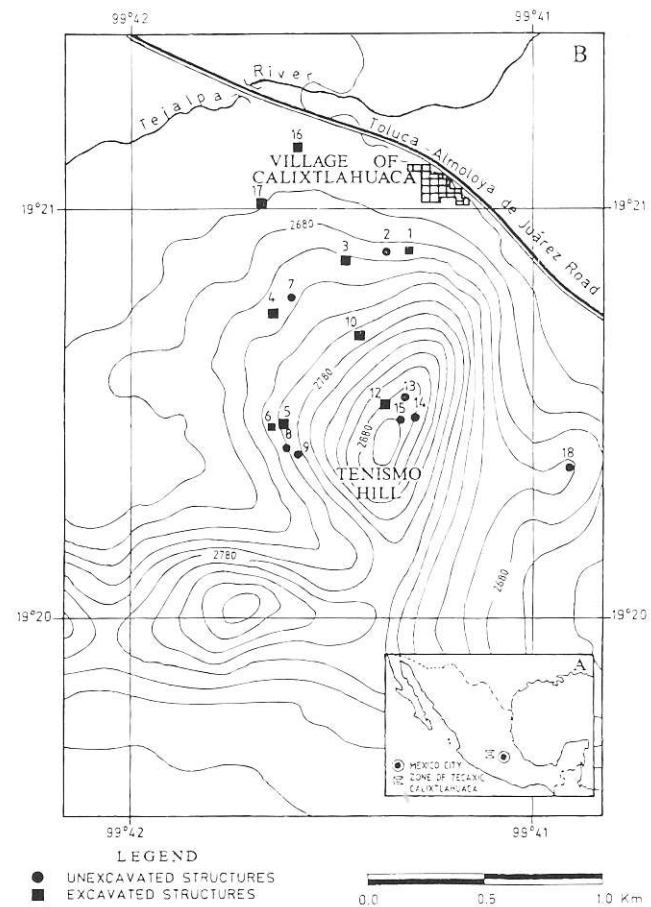 99°42
99°41
B
Tejalpa River
16
Toluca-Almoloya de Juárez Road
VILLAGE OF
CALIXTLAHUACA
17
19°21
19°21
2680
3
2
1
7
4
10
2780
12
13
14
15
6
5
8
9
2880
18
TENISMO
HILL
2780
2680
19°20
19°20
A
MEXICO CITY
ZONE OF TECAXIC
CALIXTLAHUACA
99°42
99°41
LEGEND
UNEXCAVATED STRUCTURES
EXCAVATED STRUCTURES
0.0 0.5 1.0 Km